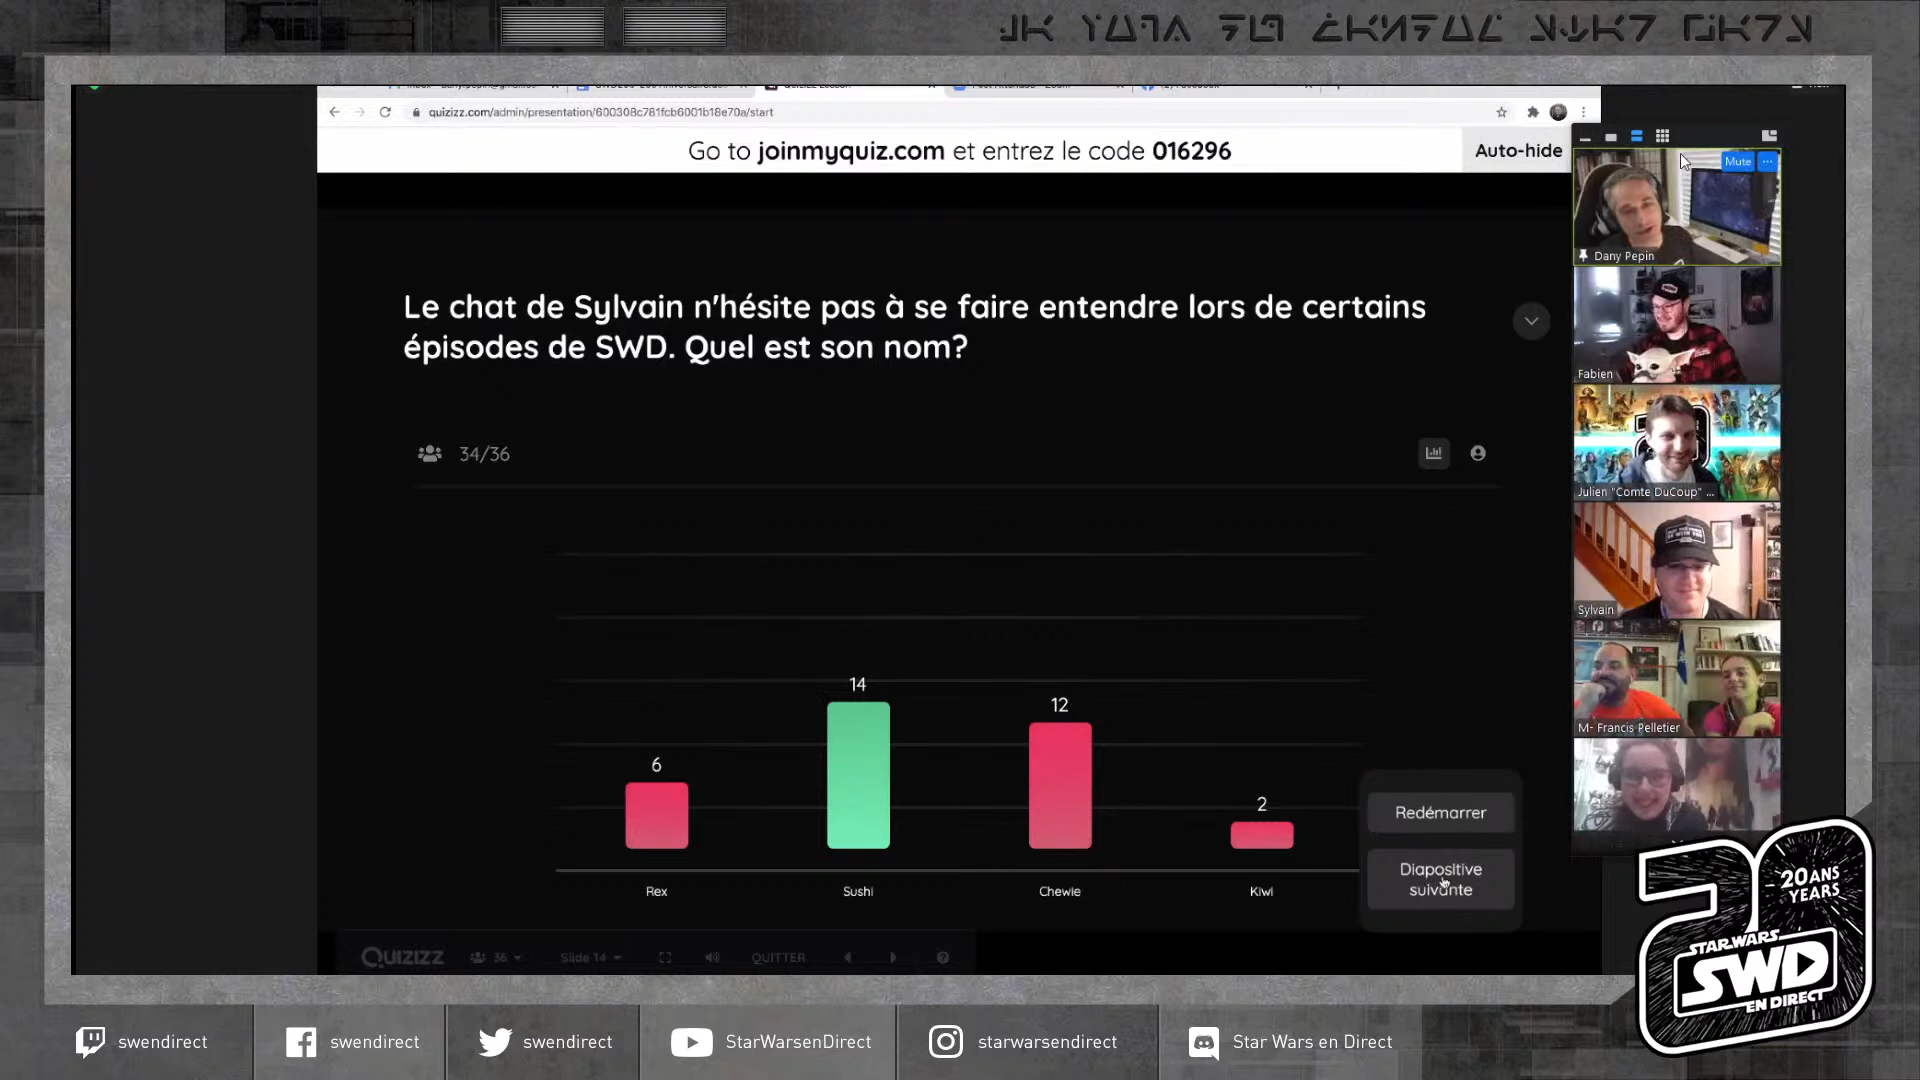 quizizz.com/admin/presentation/600308c781fcb6001b18e70a/start
Go to joinmyquiz.com et entrez le code 016296
Auto-hide
Le chat de Sylvain n'hésite pas à se faire entendre lors de certains
épisodes de SWD. Quel est son nom?
34/36
14
12
6
2
Rex
Sushi
Chewie
Kiwi
Redémarrer
Diapositive
suivante
QUIZIZZ
36
Slide 14
QUITTER
Mute
Dany Pepin
Fabien
Julien "Comte DuCoup" ...
Sylvain
M- Francis Pelletier
20 ANS
YEARS
STAR WARS
SWD
EN DIRECT
swendirect
swendirect
swendirect
StarWarsenDirect
starwarsendirect
Star Wars en Direct